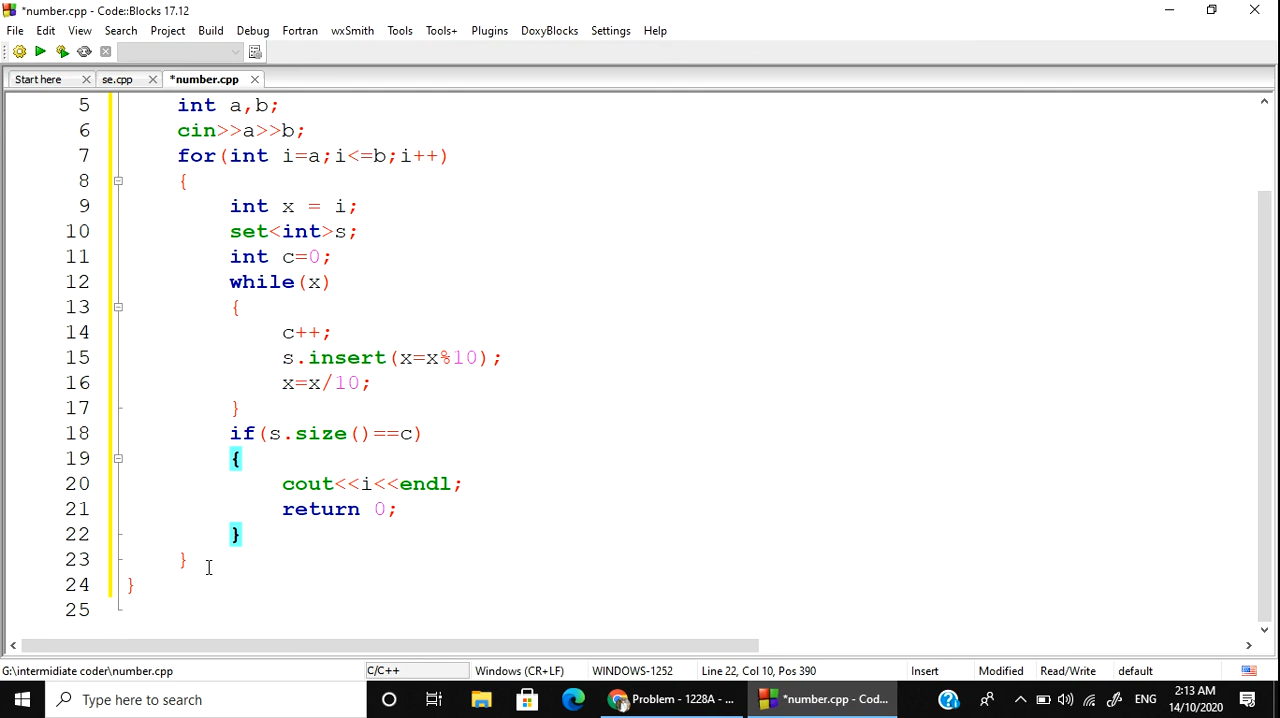 *number.cpp - Code::Blocks 17.12
File Edit View Search Project Build Debug Fortran wxSmith Tools Tools+ Plugins DoxyBlocks Settings Help
Start here se.cpp *number.cpp
5 int a,b;
6 cin>>a>>b;
7 for(int i=a;i<=b;i++)
8 {
9 int x = i;
10 set<int>s;
11 int c=0;
12 while(x)
13 {
14 c++;
15 s.insert(x=x%10);
16 x=x/10;
17 }
18 if(s.size()==c)
19 {
20 cout<<i<<endl;
21 return 0;
22 }
23 }
24 }
25
G:\intermidiate coder\number.cpp C/C++ Windows (CR+LF) WINDOWS-1252 Line 22, Col 10, Pos 390 Insert Modified Read/Write default
Type here to search Problem - 1228A - ... *number.cpp - Cod... ENG 2:13 AM
14/10/2020